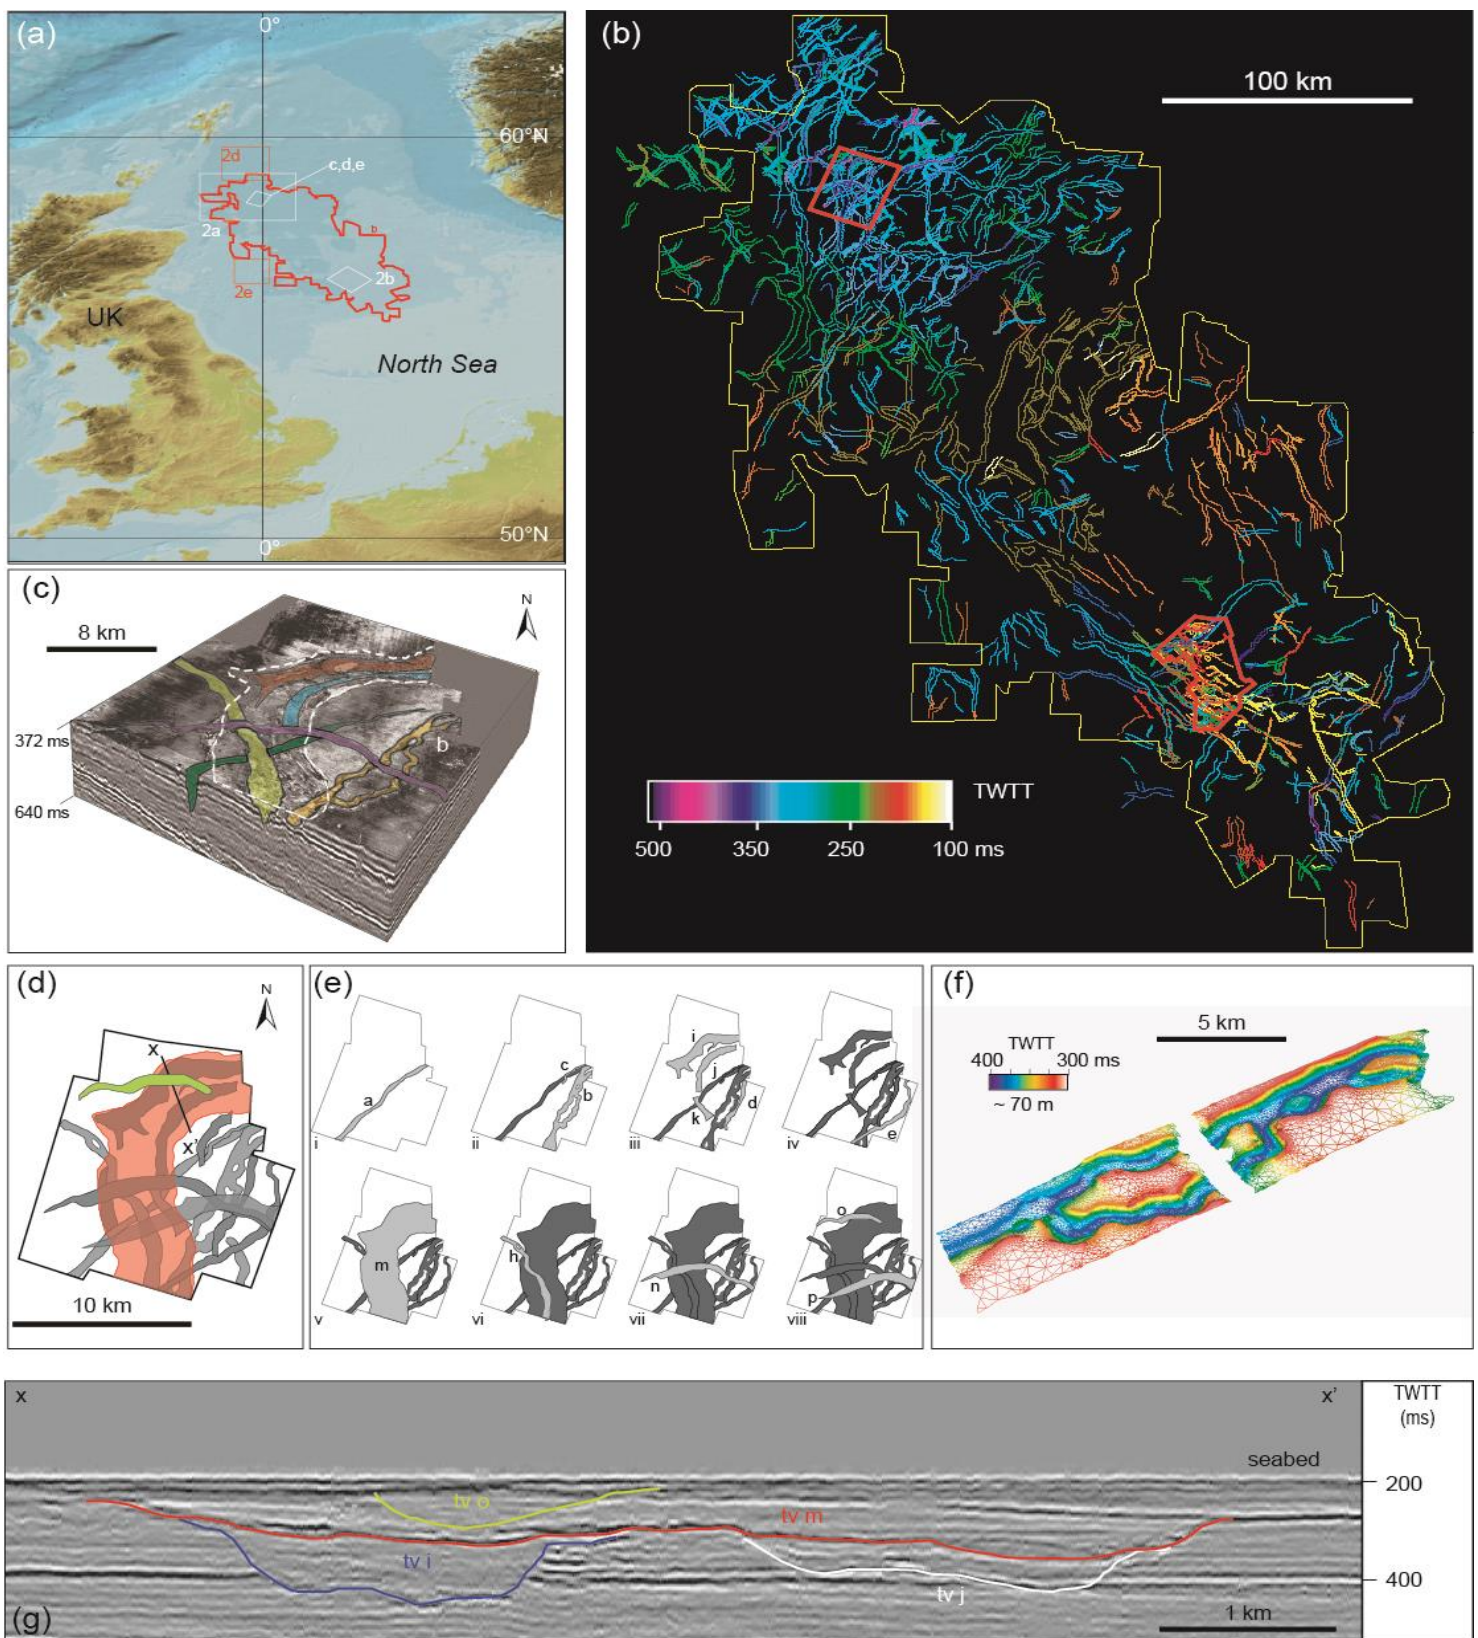 (a)
0°
60°N
2d
c,d,e
2a
b
2b
2e
UK
North Sea
50°N
0°
(b)
100 km
TWTT
500 350 250 100 ms
(c)
N
8 km
372 ms
b
640 ms
(d)
N
x
x'
10 km
(e)
a
i
c
b
ii
i
j
k
d
iii
e
iv
m
v
h
vi
n
vii
o
p
viii
(f)
5 km
TWTT
400 300 ms
~ 70 m
x
x'
TWTT
(ms)
seabed
200
tv o
tv m
tv i
400
tv j
1 km
(g)